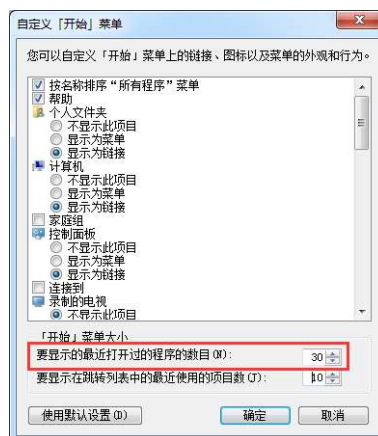 自定义「开始」菜单
您可以自定义「开始」菜单上的链接、图标以及菜单的外观和行为。
按名称排序“所有程序”菜单
帮助
个人文件夹
不显示此项目
显示为菜单
显示为链接
计算机
不显示此项目
显示为菜单
显示为链接
家庭组
控制面板
不显示此项目
显示为菜单
显示为链接
连接到
录制的电视
不显示此项目
「开始」菜单大小
要显示的最近打开过的程序的数目(N): 30
要显示在跳转列表中的最近使用的项目数(J): 10
使用默认设置(D) 确定 取消